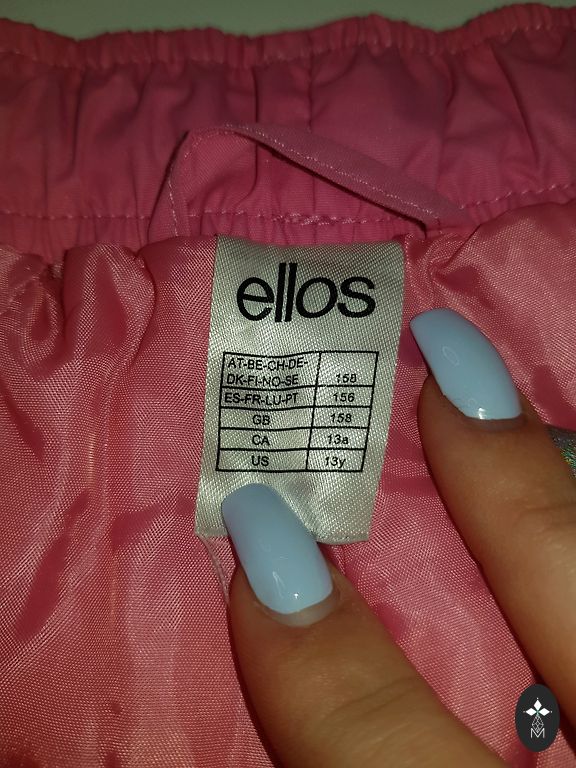 ellos
AT-BE-CH-DE-
DK-FI-NO-SE 158
ES-FR-LU-PT 156
GB 158
CA 13a
US 13y
M